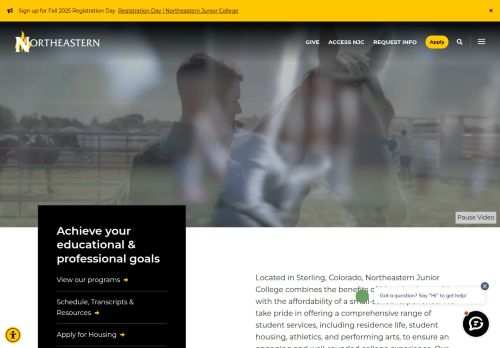 Sign up for Fall 2025 Registration Day Registration Day | Northeastern Junior College
NORTHEASTERN
GIVE ACCESS NJC REQUEST INFO Apply
Pause Video
Achieve your
educational &
professional goals
View our programs
Schedule, Transcripts &
Resources
Apply for Housing
Located in Sterling, Colorado, Northeastern Junior
College combines the benefits of
with the affordability of a
take pride in offering a comprehensive range of
student services, including residence life, student
housing, athletics, and performing arts, to ensure an
Got a question? Say "Hi" to get help!